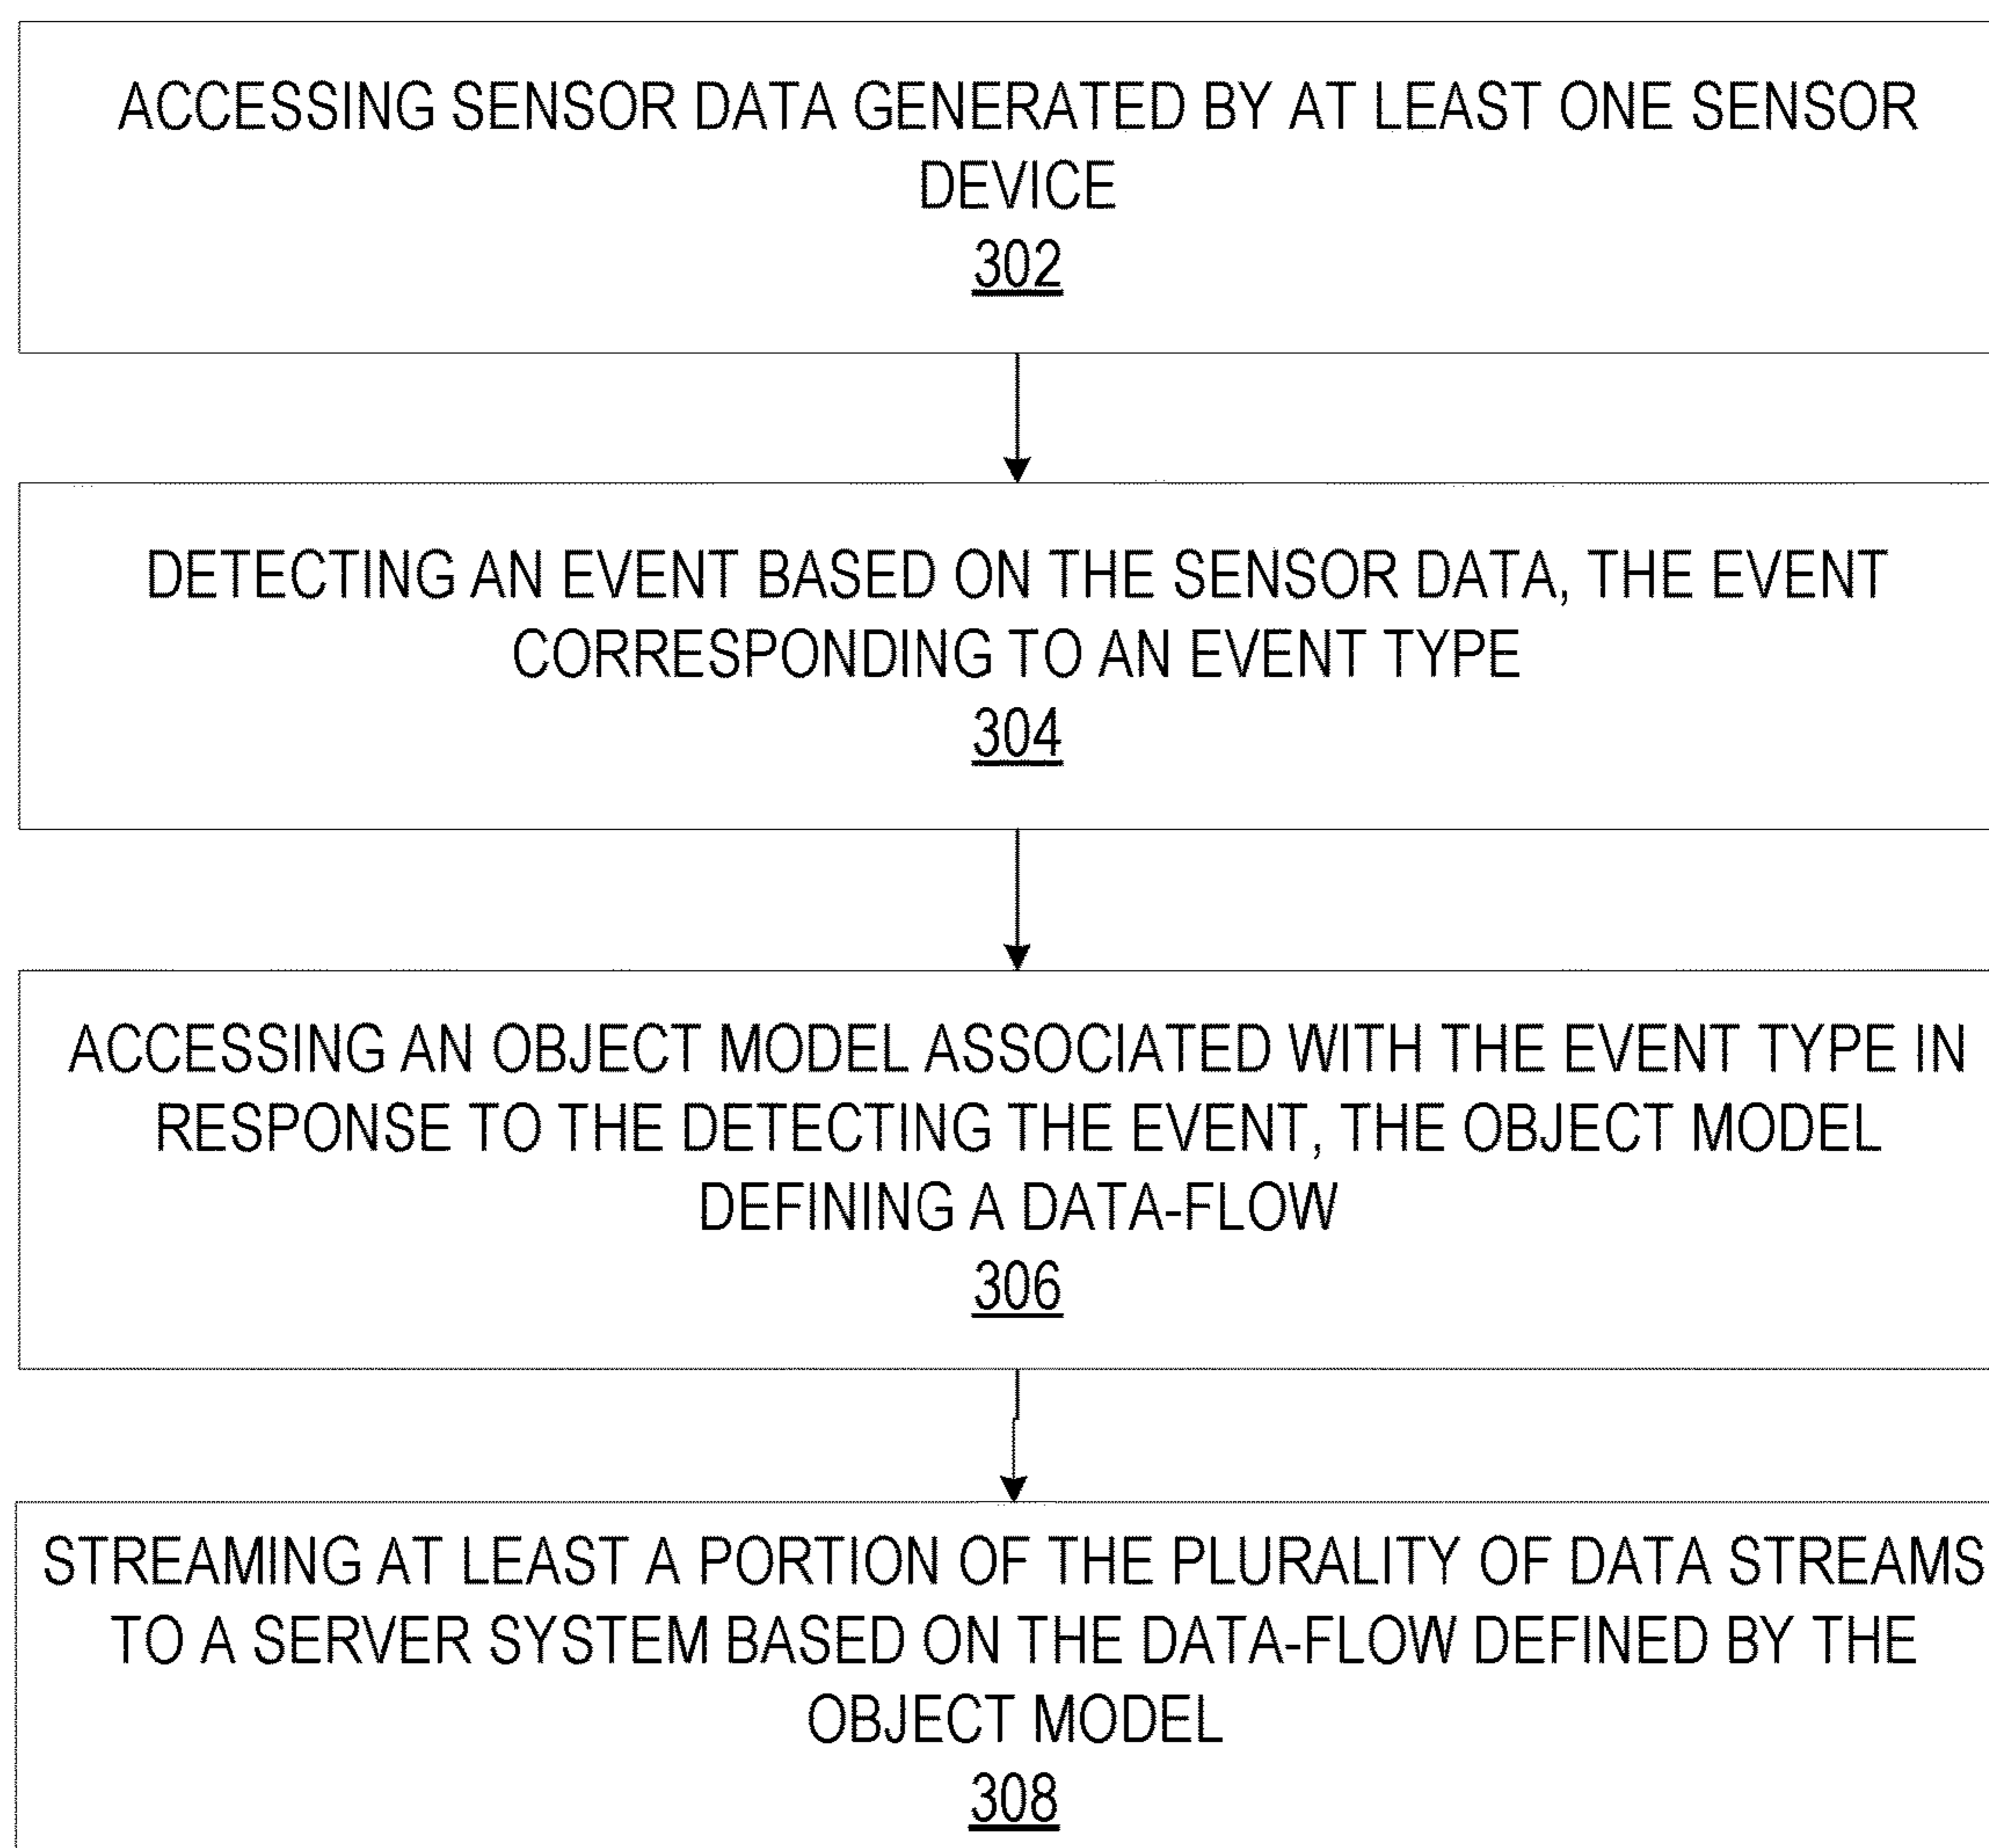 ACCESSING SENSOR DATA GENERATED BY AT LEAST ONE SENSOR
DEVICE
302
DETECTING AN EVENT BASED ON THE SENSOR DATA, THE EVENT
CORRESPONDING TO AN EVENT TYPE
304
ACCESSING AN OBJECT MODEL ASSOCIATED WITH THE EVENT TYPE IN
RESPONSE TO THE DETECTING THE EVENT, THE OBJECT MODEL
DEFINING A DATA-FLOW
306
STREAMING AT LEAST A PORTION OF THE PLURALITY OF DATA STREAMS
TO A SERVER SYSTEM BASED ON THE DATA-FLOW DEFINED BY THE
OBJECT MODEL
308